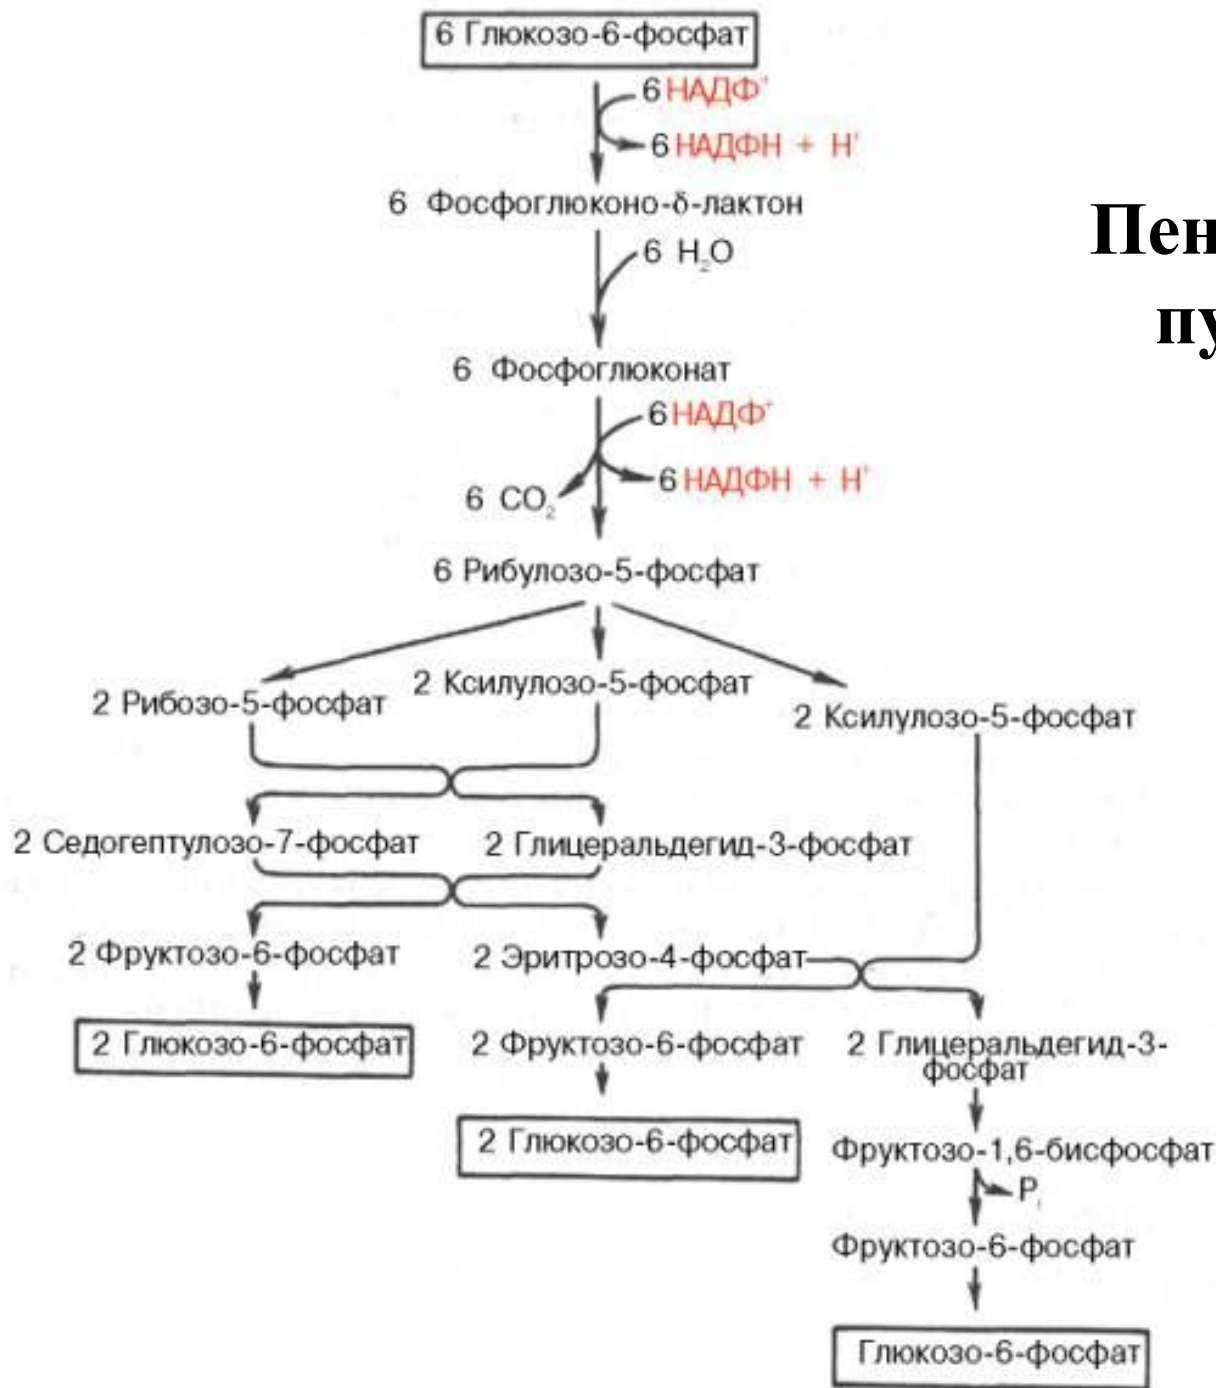 6 Глюкозо-6-фосфат
6 НАДФ⁺
6 НАДФН + Н⁺
6 Фосфоглюконо-δ-лактон
Пен
6 H₂O
пу
6 Фосфоглюконат
6 НАДФ⁺
6 НАДФН + Н⁺
6 CO₂
6 Рибулозо-5-фосфат
2 Рибозо-5-фосфат 2 Ксилулозо-5-фосфат 2 Ксилулозо-5-фосфат
2 Седогептулозо-7-фосфат 2 Глицеральдегид-3-фосфат
2 Фруктозо-6-фосфат 2 Эритрозо-4-фосфат
2 Глюкозо-6-фосфат 2 Фруктозо-6-фосфат 2 Глицеральдегид-3-
фосфат
2 Глюкозо-6-фосфат Фруктозо-1,6-бисфосфат
Pᵢ
Фруктозо-6-фосфат
Глюкозо-6-фосфат